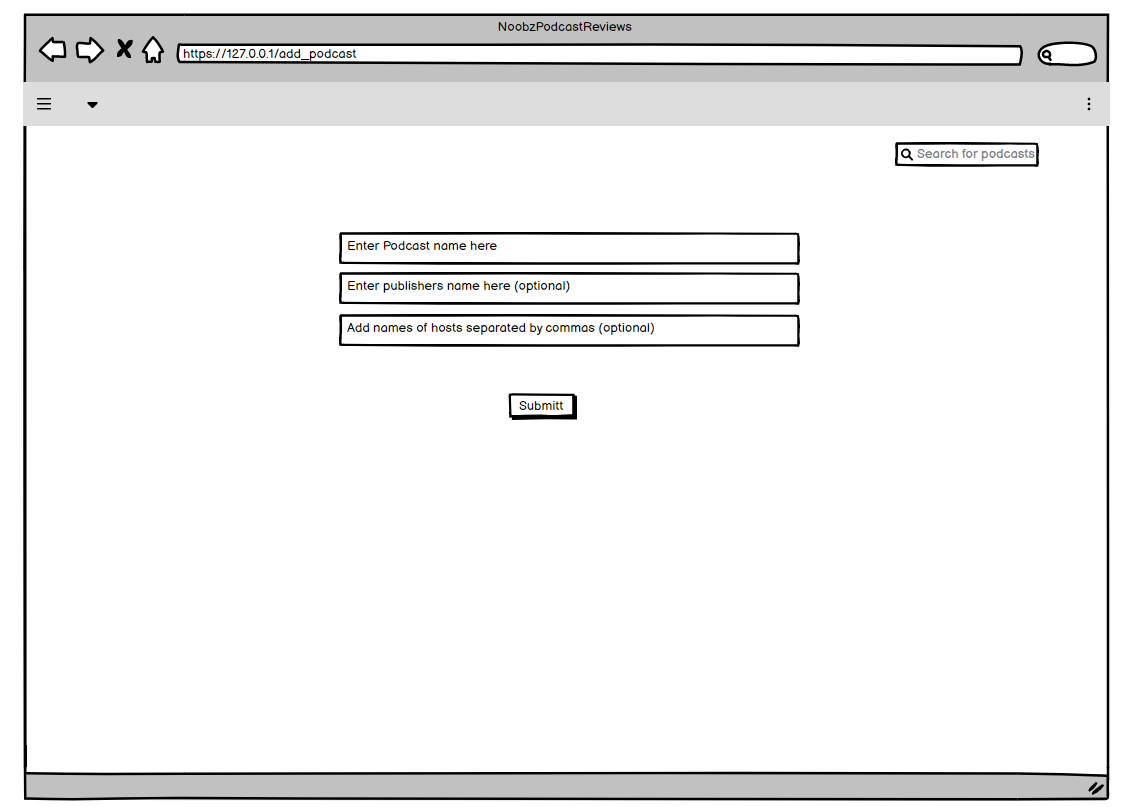 NoobzPodcastReviews
https://127.0.0.1/add_podcast
Search for podcasts
Enter Podcast name here
Enter publishers name here (optional)
Add names of hosts separated by commas (optional)
Submitt